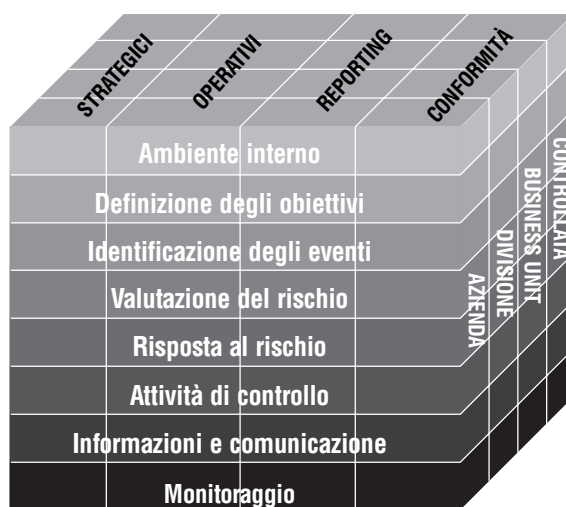 STRATEGICI
OPERATIVI
REPORTING
CONFORMITÀ
Ambiente interno
Definizione degli obiettivi
Identificazione degli eventi
Valutazione del rischio
Risposta al rischio
Attività di controllo
Informazioni e comunicazione
Monitoraggio
AZIENDA
DIVISIONE
BUSINESS UNIT
CONTROLLATA